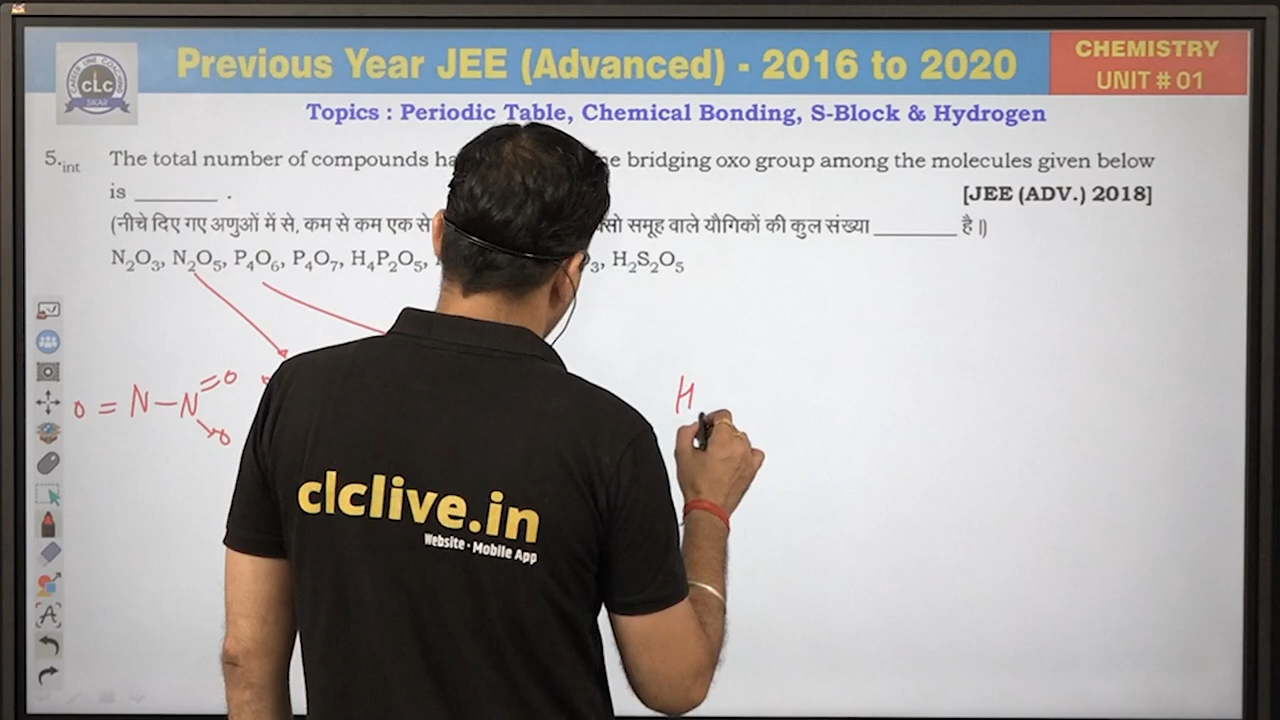 Previous Year JEE (Advanced) - 2016 to 2020
CHEMISTRY
UNIT # 01
CLC
SIKAR
Topics : Periodic Table, Chemical Bonding, S-Block & Hydrogen
5.int The total number of compounds bridging oxo group among the molecules given below
is ________ .
[JEE (ADV.) 2018]
(नीचे दिए गए अणुओं में से, कम से कम एक समूह वाले यौगिकों की कुल संख्या ________ है।)
N₂O₃, N₂O₅, P₄O₆, P₄O₇, H₄P₂O₅, H₂S₂O₅
O = N – N = O
O
H
clclive.in
Website · Mobile App